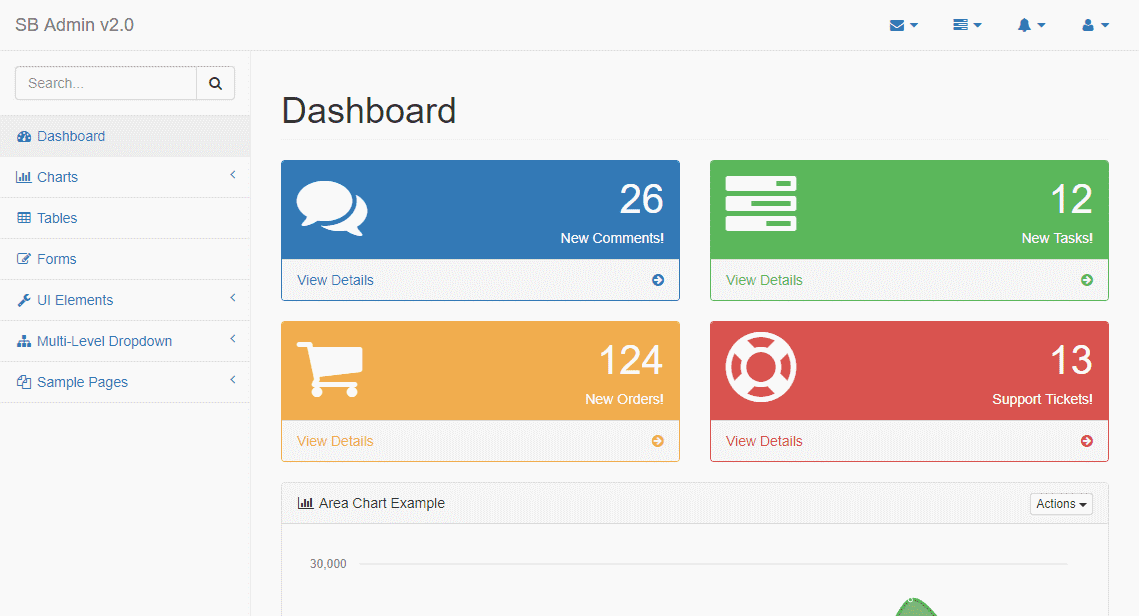 SB Admin v2.0
Search...
Dashboard
Charts
Tables
Forms
UI Elements
Multi-Level Dropdown
Sample Pages
Dashboard
26
New Comments!
View Details
12
New Tasks!
View Details
124
New Orders!
View Details
13
Support Tickets!
View Details
Area Chart Example
Actions
30,000